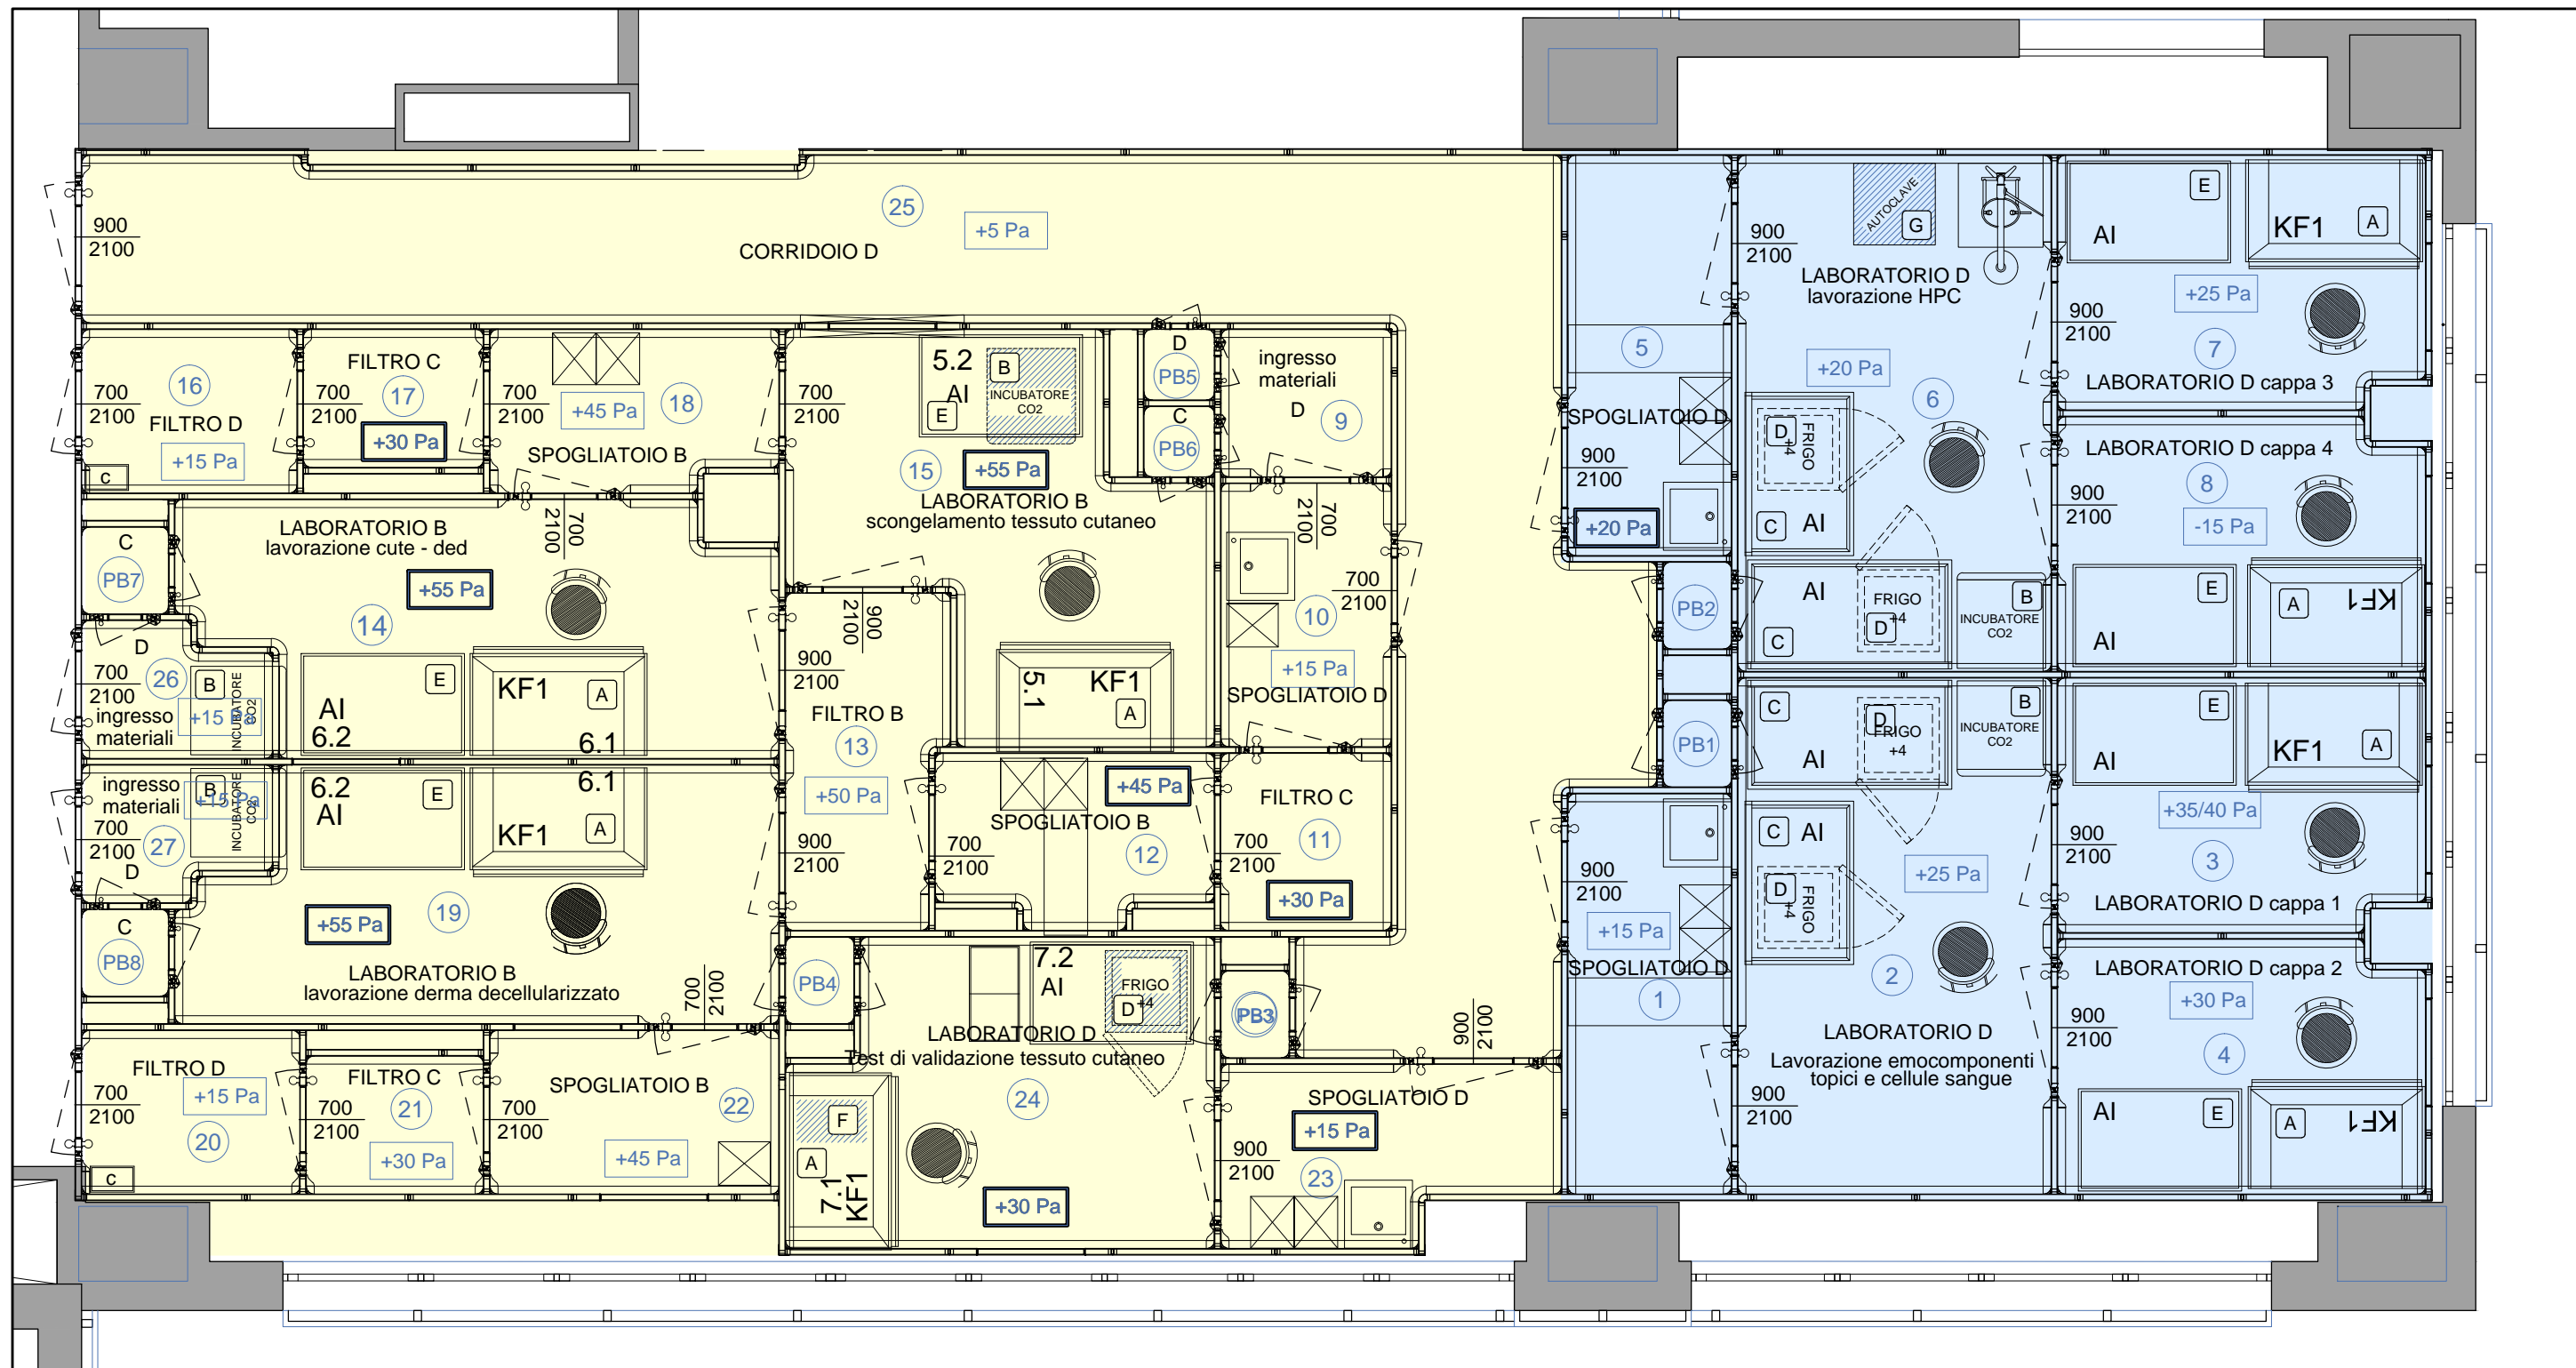 25
+5 Pa
900
2100
CORRIDOIO D
16
700
2100
FILTRO D
+15 Pa
c
FILTRO C
17
700
2100
+30 Pa
18
+45 Pa
700
2100
SPOGLIATOIO B
700
2100
700
2100
5.2
AI
E
B
INCUBATORE
CO2
15
+55 Pa
LABORATORIO B
scongelamento tessuto cutaneo
5.1
KF1
A
D
PB5
C
PB6
ingresso
materiali
D
9
700
2100
700
2100
10
+15 Pa
SPOGLIATOIO D
C
PB7
LABORATORIO B
lavorazione cute - ded
+55 Pa
14
D
26
700
2100
B
+15 Pa
INCUBATORE
CO2
ingresso
materiali
AI
6.2
E
KF1
A
6.1
900
2100
900
2100
FILTRO B
13
+50 Pa
900
2100
ingresso
materiali
B
+15 Pa
INCUBATORE
CO2
700
2100
27
D
6.2
AI
E
6.1
KF1
A
C
PB8
+55 Pa
19
LABORATORIO B
lavorazione derma decellularizzato
700
2100
+45 Pa
SPOGLIATOIO B
700
2100
12
FILTRO C
700
2100
11
+30 Pa
FILTRO D
+15 Pa
700
2100
20
c
FILTRO C
21
700
2100
+30 Pa
SPOGLIATOIO B
22
700
2100
+45 Pa
PB4
7.2
AI
FRIGO
+4
D
LABORATORIO D
Test di validazione tessuto cutaneo
24
F
A
7.1
KF1
+30 Pa
PB3
900
2100
SPOGLIATOIO D
+15 Pa
900
2100
23
5
SPOGLIATOIO D
900
2100
+20 Pa
PB2
PB1
900
2100
+15 Pa
SPOGLIATOIO D
1
900
2100
AUTOCLAVE
G
LABORATORIO D
lavorazione HPC
+20 Pa
6
D
+4
FRIGO
C
AI
AI
C
FRIGO
+4
D
B
INCUBATORE
CO2
C
AI
D
FRIGO
+4
B
INCUBATORE
CO2
C
AI
D
+4
FRIGO
+25 Pa
2
LABORATORIO D
Lavorazione emocomponenti
topici e cellule sangue
900
2100
E
AI
KF1
A
+25 Pa
900
2100
7
LABORATORIO D cappa 3
LABORATORIO D cappa 4
8
900
2100
-15 Pa
E
AI
A
KF1
E
AI
KF1
A
+35/40 Pa
900
2100
3
LABORATORIO D cappa 1
LABORATORIO D cappa 2
+30 Pa
900
2100
4
AI
E
A
KF1